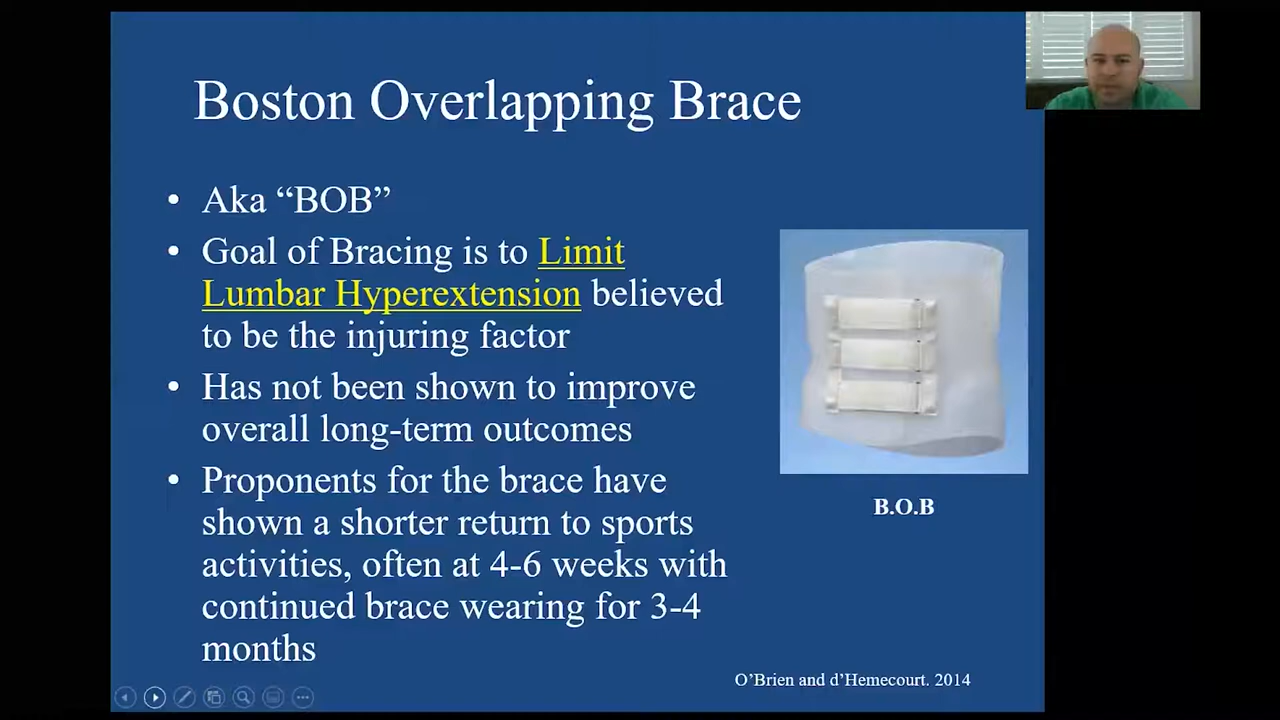 Boston Overlapping Brace
• Aka “BOB”
• Goal of Bracing is to Limit
Lumbar Hyperextension believed
to be the injuring factor
• Has not been shown to improve
overall long-term outcomes
• Proponents for the brace have
shown a shorter return to sports
activities, often at 4-6 weeks with
continued brace wearing for 3-4
months
B.O.B
O’Brien and d’Hemecourt. 2014